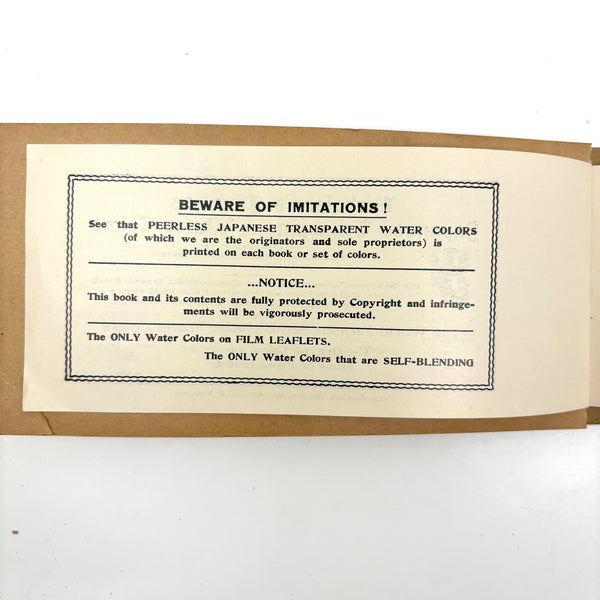 BEWARE OF IMITATIONS!
See that PEERLESS JAPANESE TRANSPARENT WATER COLORS
(of which we are the originators and sole proprietors) is
printed on each book or set of colors.
...NOTICE...
This book and its contents are fully protected by Copyright and infringe-
ments will be vigorously prosecuted.
The ONLY Water Colors on FILM LEAFLETS.
The ONLY Water Colors that are SELF-BLENDING